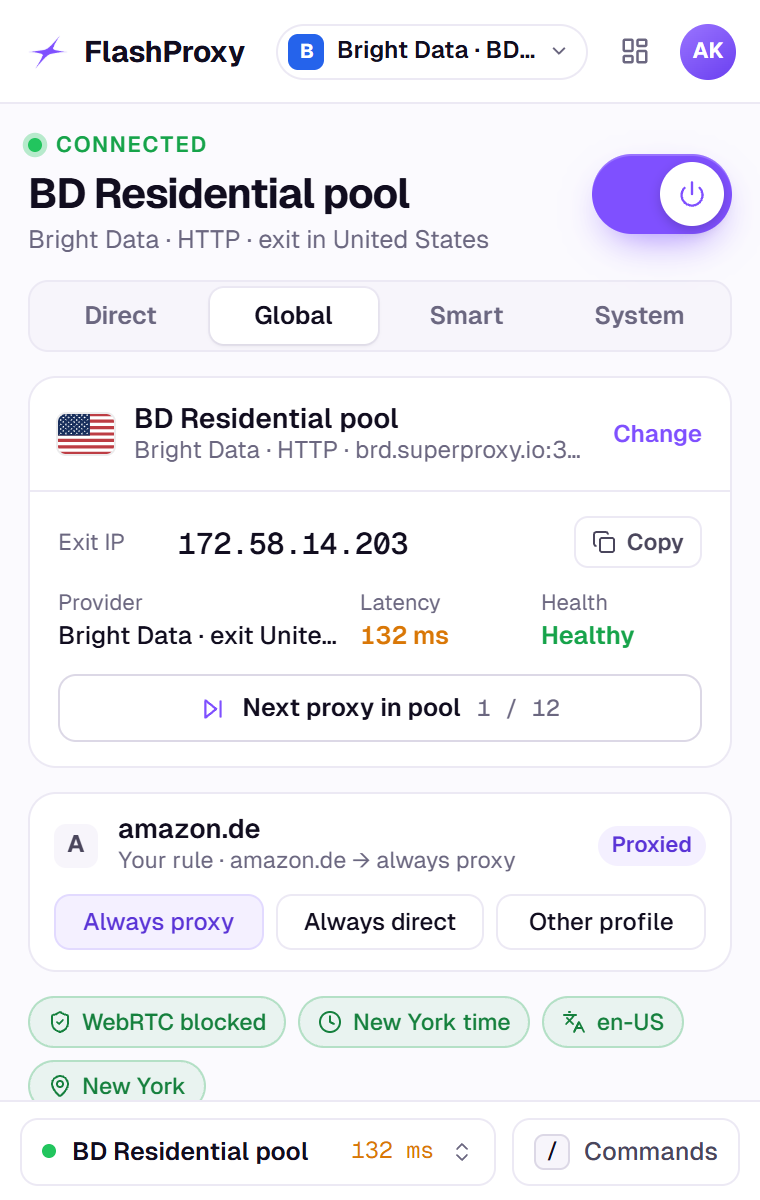 FlashProxy
B Bright Data · BD...
AK
CONNECTED
BD Residential pool
Bright Data · HTTP · exit in United States
Direct Global Smart System
BD Residential pool
Bright Data · HTTP · brd.superproxy.io:3...
Change
Exit IP 172.58.14.203 Copy
Provider Latency Health
Bright Data · exit Unite... 132 ms Healthy
Next proxy in pool 1 / 12
A
amazon.de
Your rule · amazon.de → always proxy
Proxied
Always proxy Always direct Other profile
WebRTC blocked New York time en-US
New York
BD Residential pool 132 ms / Commands